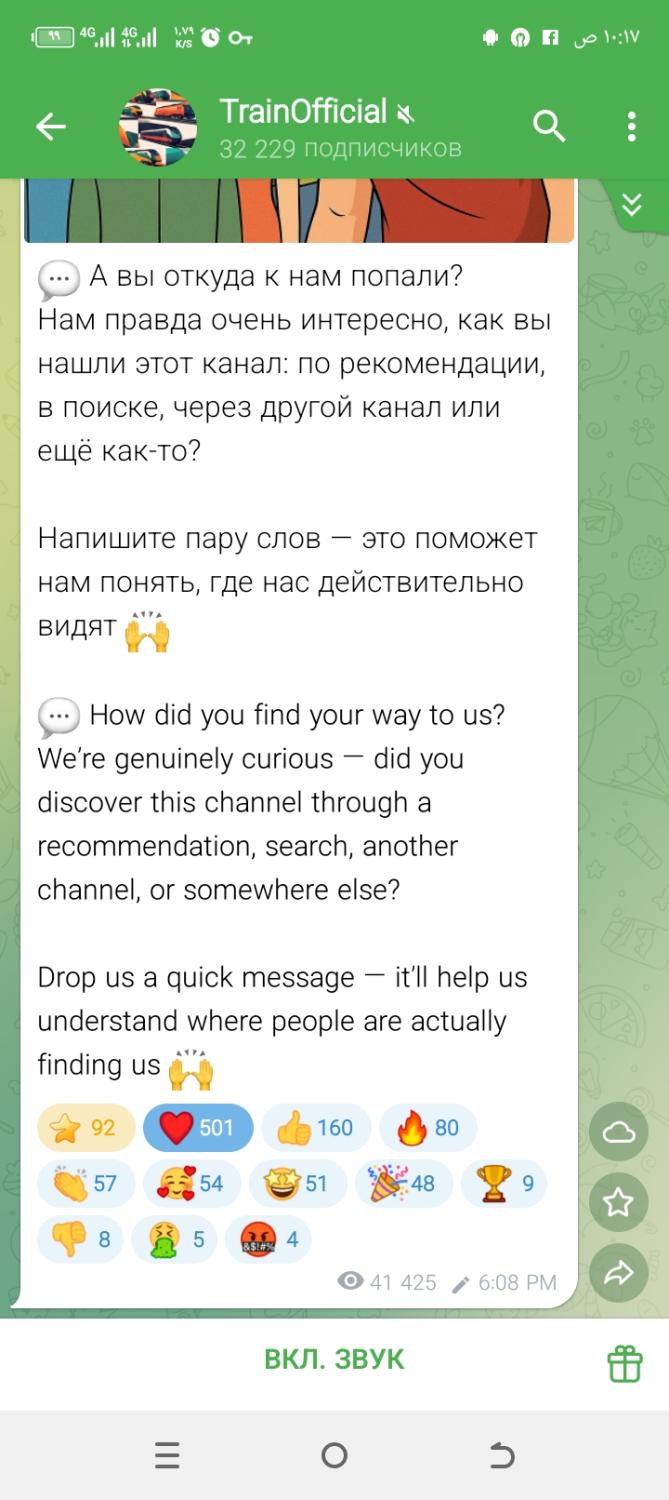 ٩٩ 4G 4G ١,٧٩ K/S ١٠:١٧ ص
TrainOfficial
32 229 подписчиков
💬 А вы откуда к нам попали?
Нам правда очень интересно, как вы
нашли этот канал: по рекомендации,
в поиске, через другой канал или
ещё как-то?
Напишите пару слов — это поможет
нам понять, где нас действительно
видят 🙌
💬 How did you find your way to us?
We’re genuinely curious — did you
discover this channel through a
recommendation, search, another
channel, or somewhere else?
Drop us a quick message — it’ll help us
understand where people are actually
finding us 🙌
⭐ 92 ❤️ 501 👍 160 🔥 80
👏 57 🥰 54 🤩 51 🎉 48 🏆 9
👎 8 🤮 5 🤬 4
41 425 6:08 PM
ВКЛ. ЗВУК